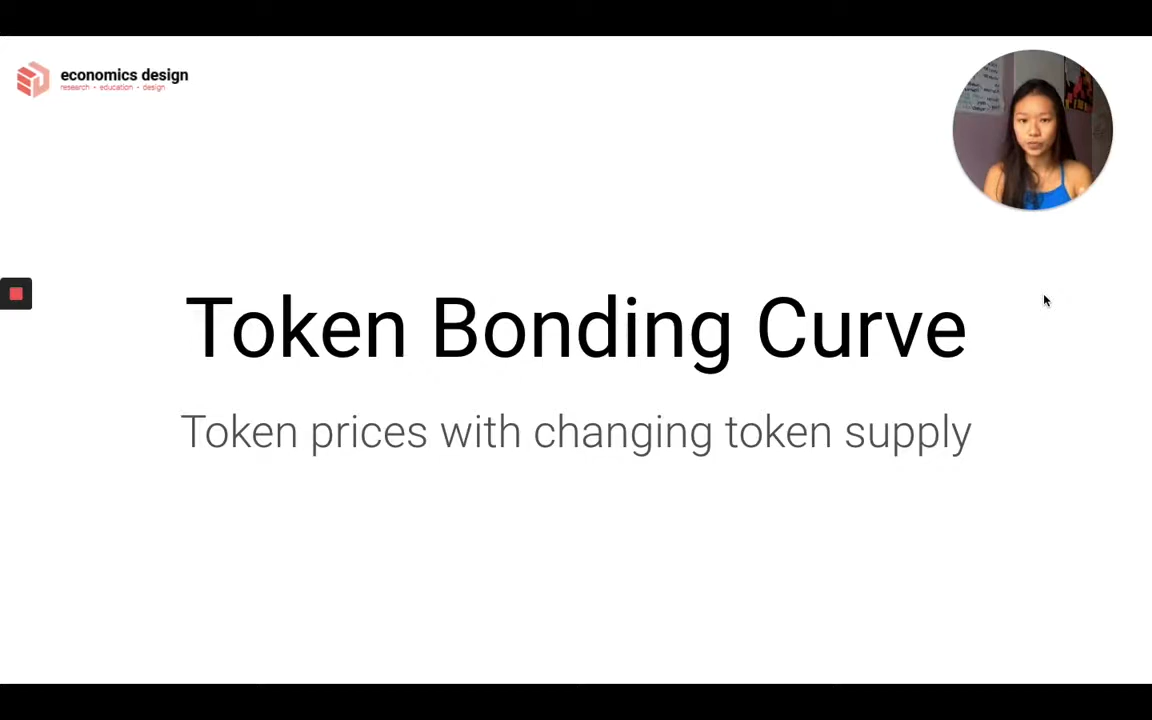 economics design
research • education • design
Token Bonding Curve
Token prices with changing token supply